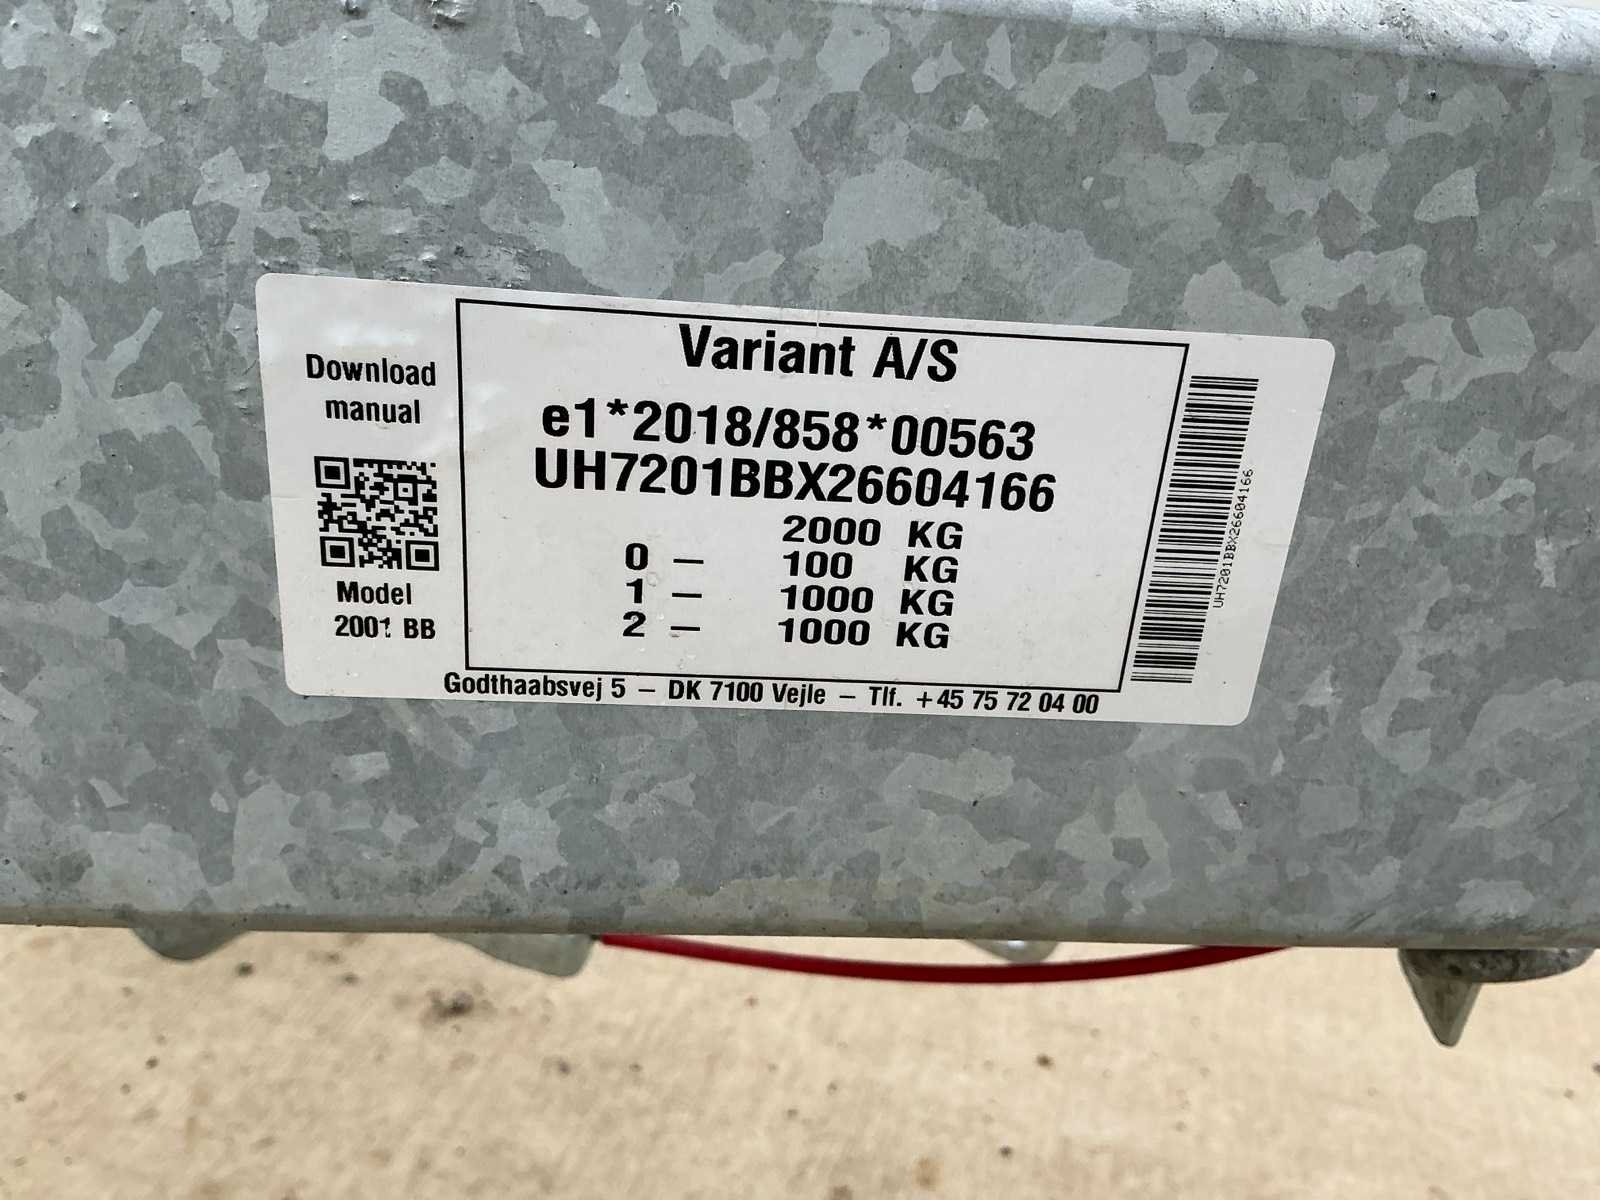 Download
manual
Model
2001 BB
Variant A/S
e1*2018/858*00563
UH7201BBX26604166
2000 KG
0 – 100 KG
1 – 1000 KG
2 – 1000 KG
Godthaabsvej 5 – DK 7100 Vejle – Tlf. +45 75 72 04 00
UH7201BBX26604166